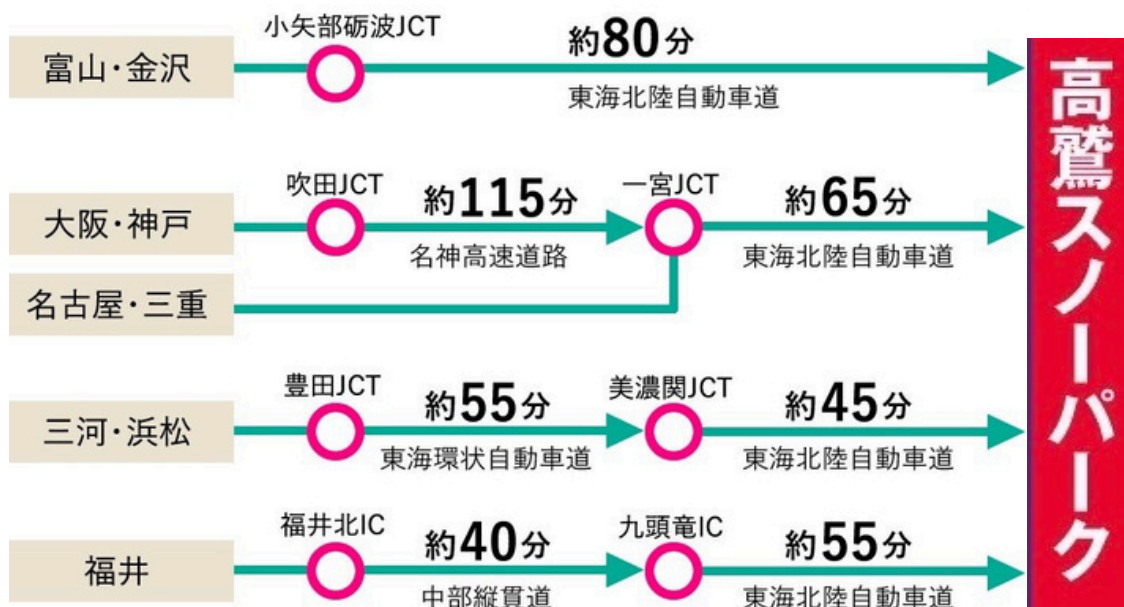 富山・金沢
小矢部砺波JCT
約80分
東海北陸自動車道
大阪・神戸
吹田JCT
約115分
名神高速道路
一宮JCT
約65分
東海北陸自動車道
名古屋・三重
三河・浜松
豊田JCT
約55分
東海環状自動車道
美濃関JCT
約45分
東海北陸自動車道
福井
福井北IC
約40分
中部縦貫道
九頭竜IC
約55分
東海北陸自動車道
高鷲スノーパーク